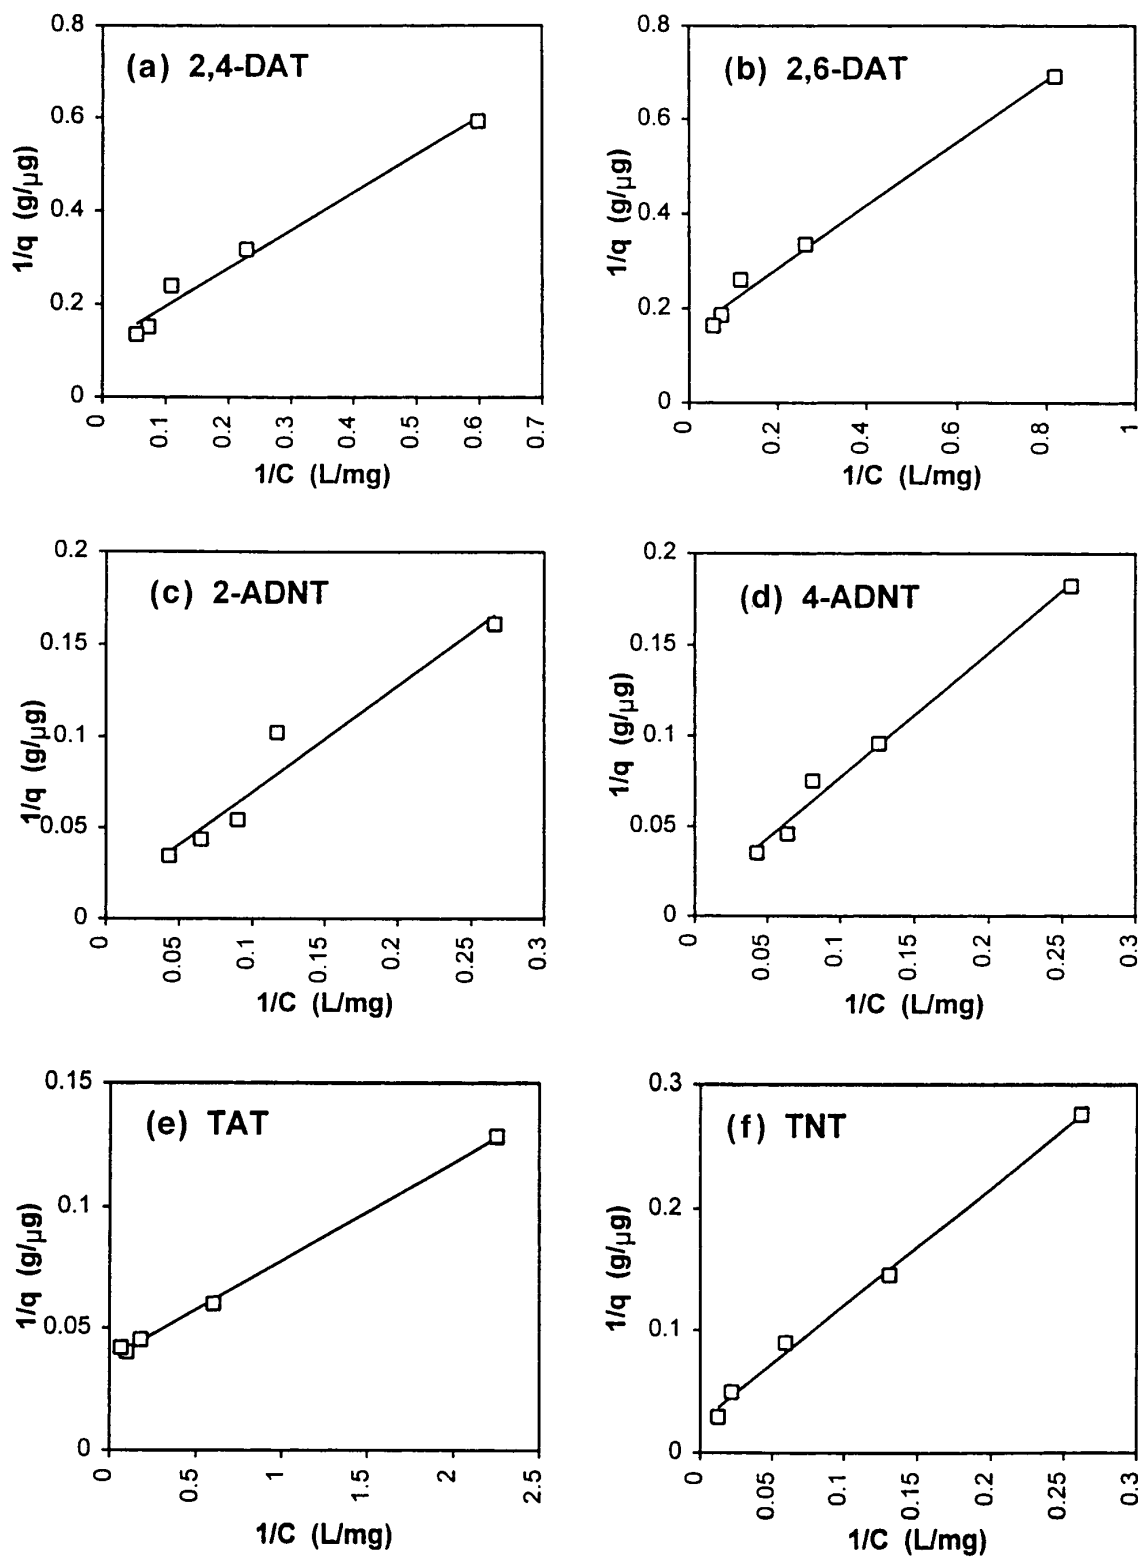 (a) 2,4-DAT
1/q (g/µg)
0.8
0.6
0.4
0.2
0
0 0.1 0.2 0.3 0.4 0.5 0.6 0.7
1/C (L/mg)
(b) 2,6-DAT
1/q (g/µg)
0.8
0.6
0.4
0.2
0
0 0.2 0.4 0.6 0.8 1
1/C (L/mg)
(c) 2-ADNT
1/q (g/µg)
0.2
0.15
0.1
0.05
0
0 0.05 0.1 0.15 0.2 0.25 0.3
1/C (L/mg)
(d) 4-ADNT
1/q (g/µg)
0.2
0.15
0.1
0.05
0
0 0.05 0.1 0.15 0.2 0.25 0.3
1/C (L/mg)
(e) TAT
1/q (g/µg)
0.15
0.1
0.05
0
0 0.5 1 1.5 2 2.5
1/C (L/mg)
(f) TNT
1/q (g/µg)
0.3
0.2
0.1
0
0 0.05 0.1 0.15 0.2 0.25 0.3
1/C (L/mg)